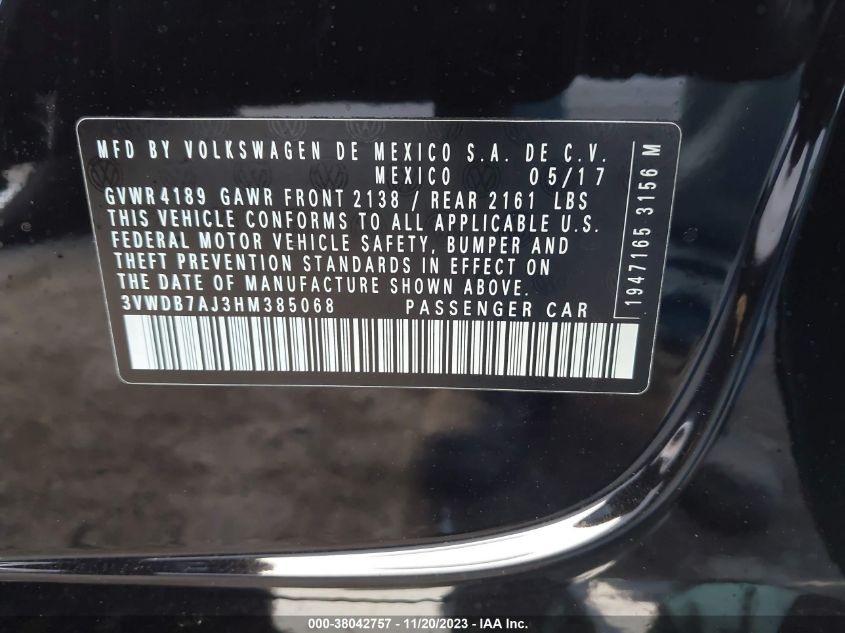 MFD BY VOLKSWAGEN DE MEXICO S.A. DE C.V.
MEXICO 05/17
GVWR 4189 GAWR FRONT 2138 / REAR 2161 LBS
THIS VEHICLE CONFORMS TO ALL APPLICABLE U.S.
FEDERAL MOTOR VEHICLE SAFETY, BUMPER AND
THEFT PREVENTION STANDARDS IN EFFECT ON
THE DATE OF MANUFACTURE SHOWN ABOVE.
3VWDB7AJ3HM385068 PASSENGER CAR
1947165 3156 M
000-38042757 - 11/20/2023 - IAA Inc.